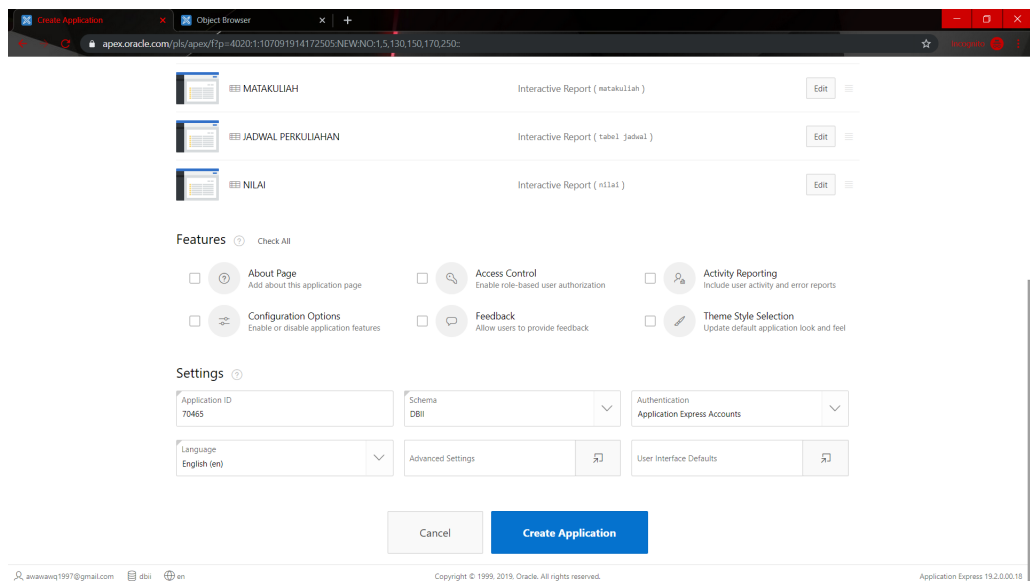 Create Application
Object Browser
apex.oracle.com/pls/apex/f?p=4020:1:107091914172505:NEW:NO:1,5,130,150,170,250::
Incognito
MATAKULIAH Interactive Report ( matakuliah ) Edit
JADWAL PERKULIAHAN Interactive Report ( tabel jadwal ) Edit
NILAI Interactive Report ( nilai ) Edit
Features Check All
About Page
Add about this application page
Access Control
Enable role-based user authorization
Activity Reporting
Include user activity and error reports
Configuration Options
Enable or disable application features
Feedback
Allow users to provide feedback
Theme Style Selection
Update default application look and feel
Settings
Application ID
70465
Schema
DBII
Authentication
Application Express Accounts
Language
English (en)
Advanced Settings
User Interface Defaults
Cancel
Create Application
awawawq1997@gmail.com dbii en Copyright © 1999, 2019, Oracle. All rights reserved. Application Express 19.2.0.00.18